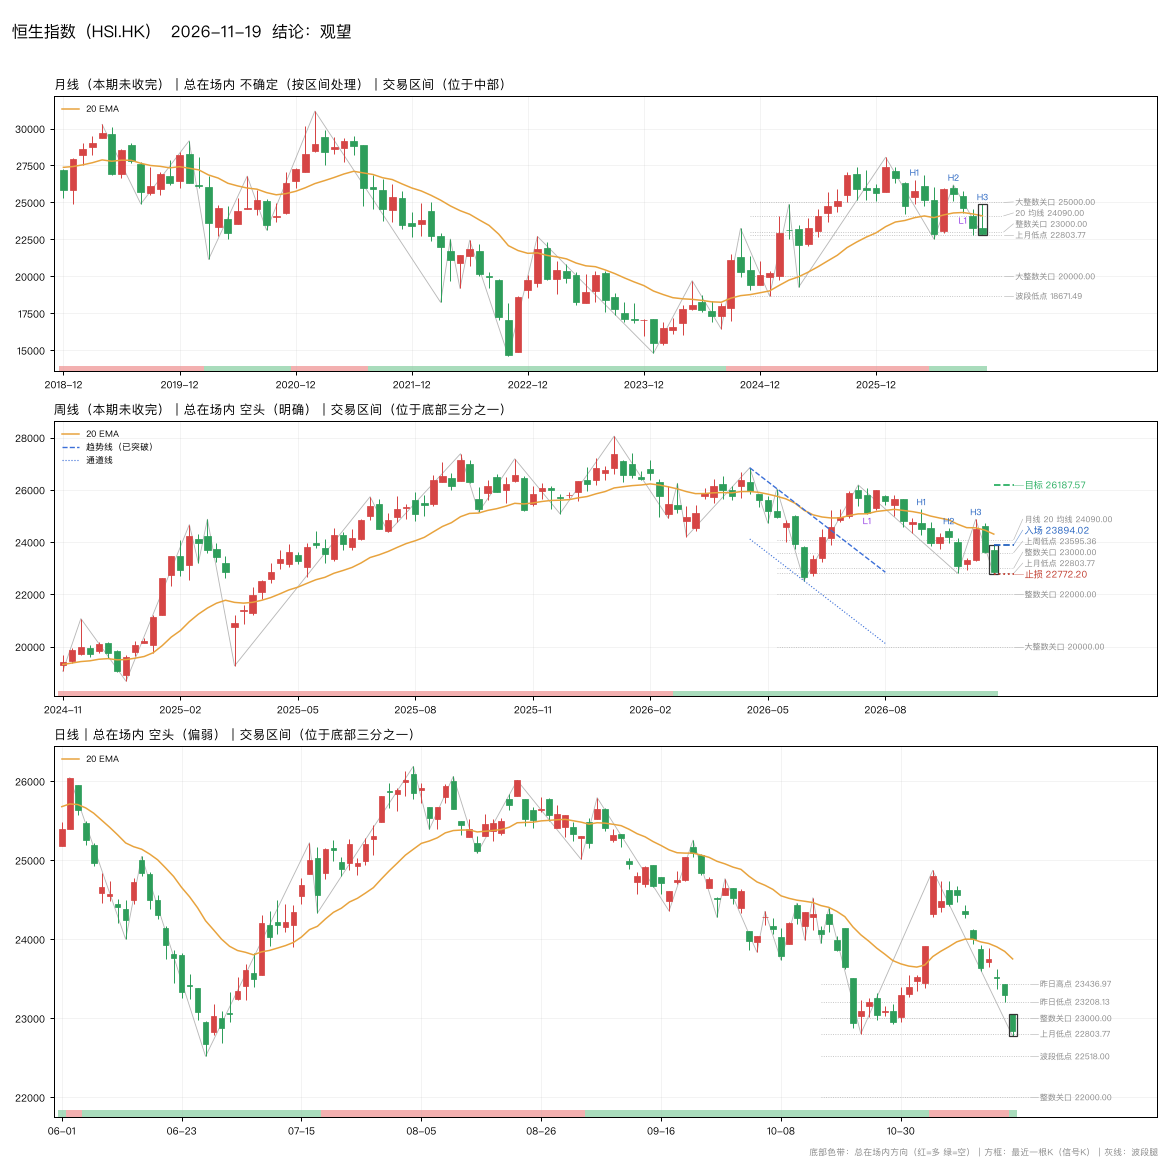 恒生指数（HSI.HK） 2026-11-19 结论：观望
月线（本期未收完）｜总在场内 不确定（按区间处理）｜交易区间（位于中部）
20 EMA
30000
27500
25000
22500
20000
17500
15000
H1
H2
H3
L1
大整数关口 25000.00
20 均线 24090.00
整数关口 23000.00
上月低点 22803.77
大整数关口 20000.00
波段低点 18671.49
2018-12
2019-12
2020-12
2021-12
2022-12
2023-12
2024-12
2025-12
周线（本期未收完）｜总在场内 空头（明确）｜交易区间（位于底部三分之一）
20 EMA
趋势线（已突破）
通道线
28000
26000
24000
22000
20000
L1
H1
H2
H3
目标 26187.57
月线 20 均线 24090.00
入场 23894.02
上周低点 23595.36
整数关口 23000.00
上月低点 22803.77
止损 22772.20
整数关口 22000.00
大整数关口 20000.00
2024-11
2025-02
2025-05
2025-08
2025-11
2026-02
2026-05
2026-08
日线｜总在场内 空头（偏弱）｜交易区间（位于底部三分之一）
20 EMA
26000
25000
24000
23000
22000
昨日高点 23436.97
昨日低点 23208.13
整数关口 23000.00
上月低点 22803.77
波段低点 22518.00
整数关口 22000.00
06-01
06-23
07-15
08-05
08-26
09-16
10-08
10-30
底部色带：总在场内方向（红=多 绿=空）｜方框：最近一根K（信号K）｜灰线：波段腿